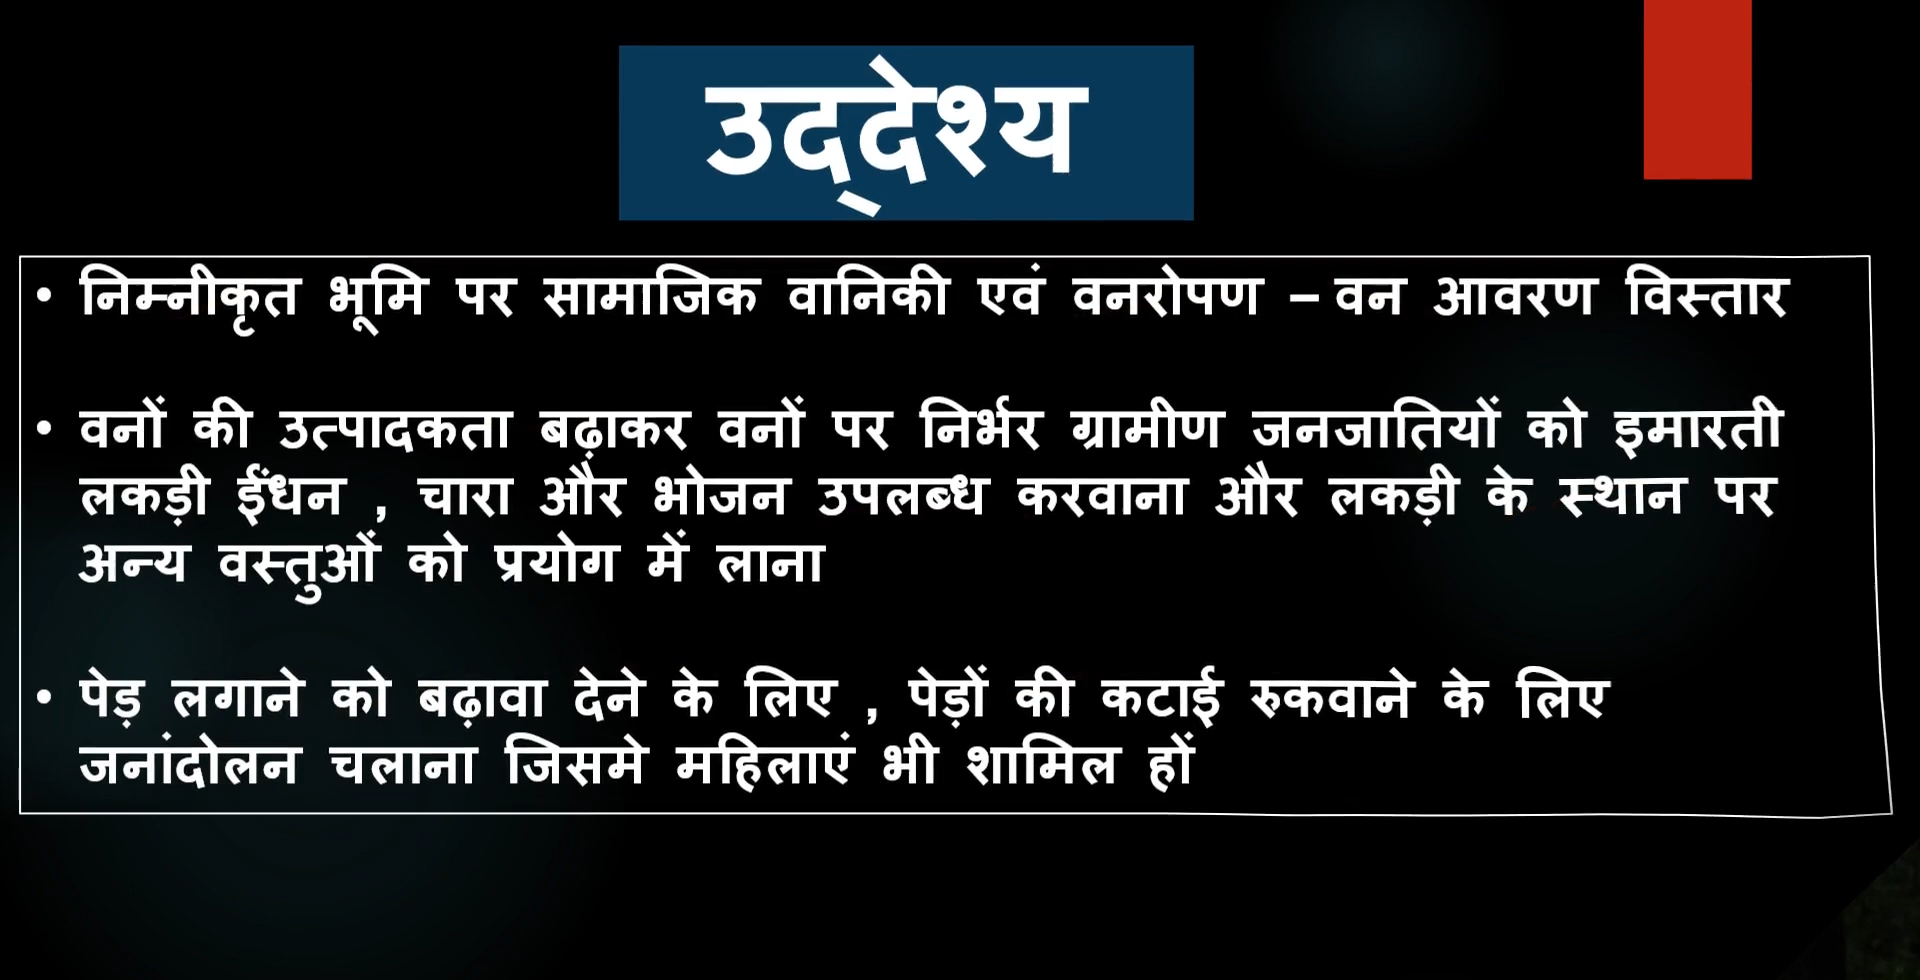 उद्देश्य
• निम्नीकृत भूमि पर सामाजिक वानिकी एवं वनरोपण – वन आवरण विस्तार
• वनों की उत्पादकता बढ़ाकर वनों पर निर्भर ग्रामीण जनजातियों को इमारती
लकड़ी ईंधन , चारा और भोजन उपलब्ध करवाना और लकड़ी के स्थान पर
अन्य वस्तुओं को प्रयोग में लाना
• पेड़ लगाने को बढ़ावा देने के लिए , पेड़ों की कटाई रुकवाने के लिए
जनांदोलन चलाना जिसमे महिलाएं भी शामिल हों